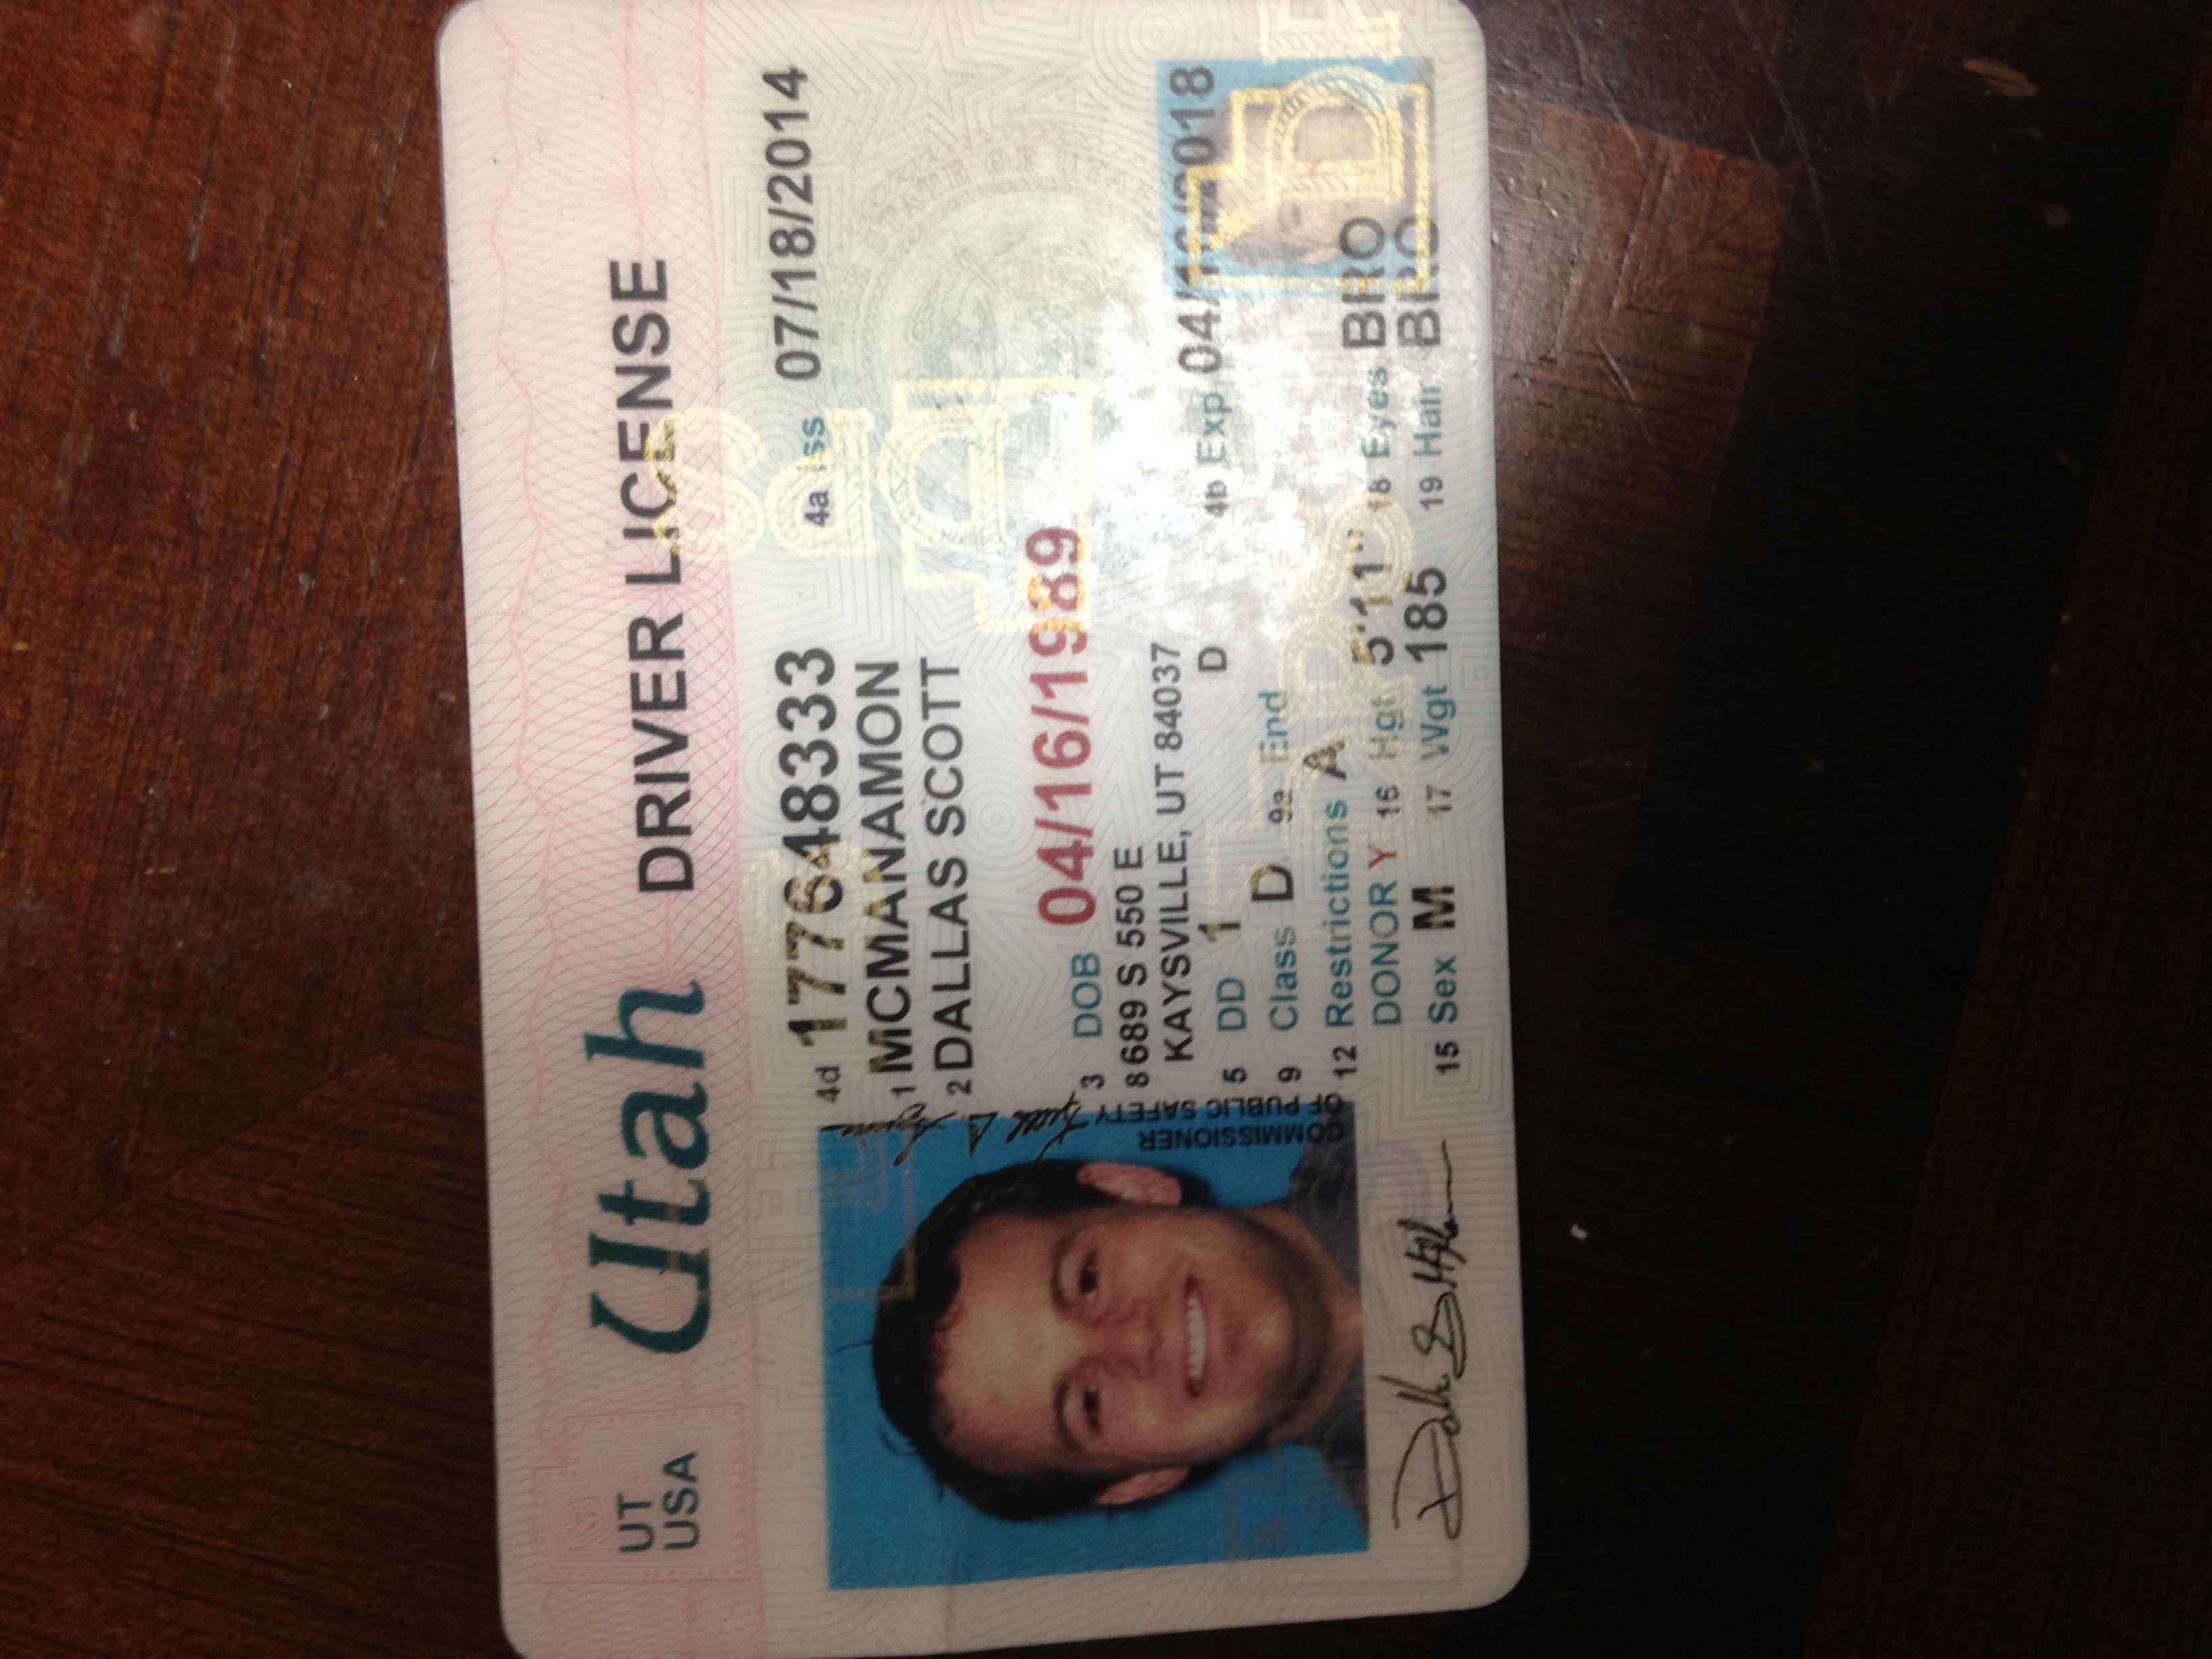 UT
USA
Utah DRIVER LICENSE
4d 177648333
4a Iss 07/18/2014
1 MCMANAMON
2 DALLAS SCOTT
3 DOB 04/16/1989
8 689 S 550 E
KAYSVILLE, UT 84037
5 DD 1 D
4b Exp 04/16/2018
9 Class D 9a End
12 Restrictions A
DONOR Y 16 Hgt 5'11" 18 Eyes BRO
15 Sex M 17 Wgt 185 19 Hair BRO
COMMISSIONER
OF PUBLIC SAFETY
DPS